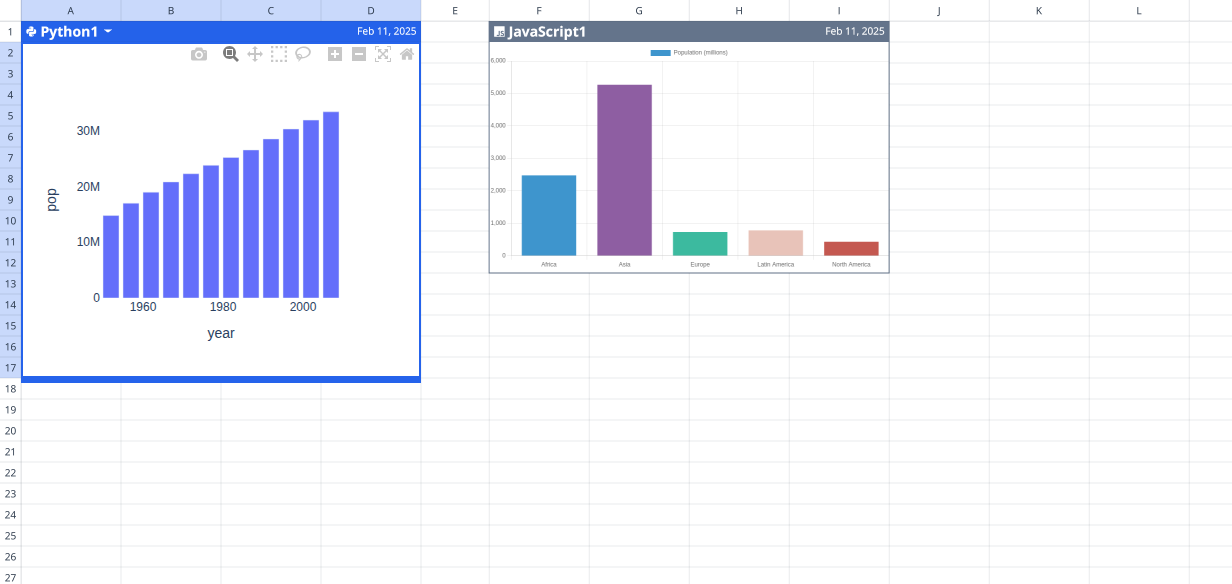 A B C D E F G H I J K L
1 Python1 Feb 11, 2025 JS JavaScript1 Feb 11, 2025
2 Population (millions)
3 6,000
4 5,000
5 4,000
6 30M
7 3,000
8 20M 2,000
9 pop
10 1,000
11 10M
12 0
13 Africa Asia Europe Latin America North America
14 0
1960 1980 2000
15 year
16
17
18
19
20
21
22
23
24
25
26
27